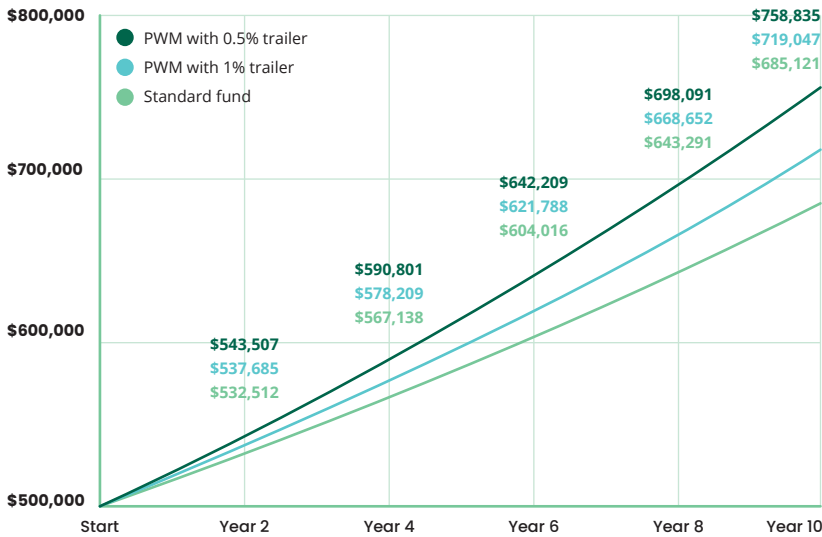 $800,000
PWM with 0.5% trailer
PWM with 1% trailer
Standard fund
$758,835
$719,047
$685,121
$698,091
$668,652
$643,291
$700,000
$642,209
$621,788
$604,016
$590,801
$578,209
$567,138
$600,000
$543,507
$537,685
$532,512
$500,000
Start
Year 2
Year 4
Year 6
Year 8
Year 10